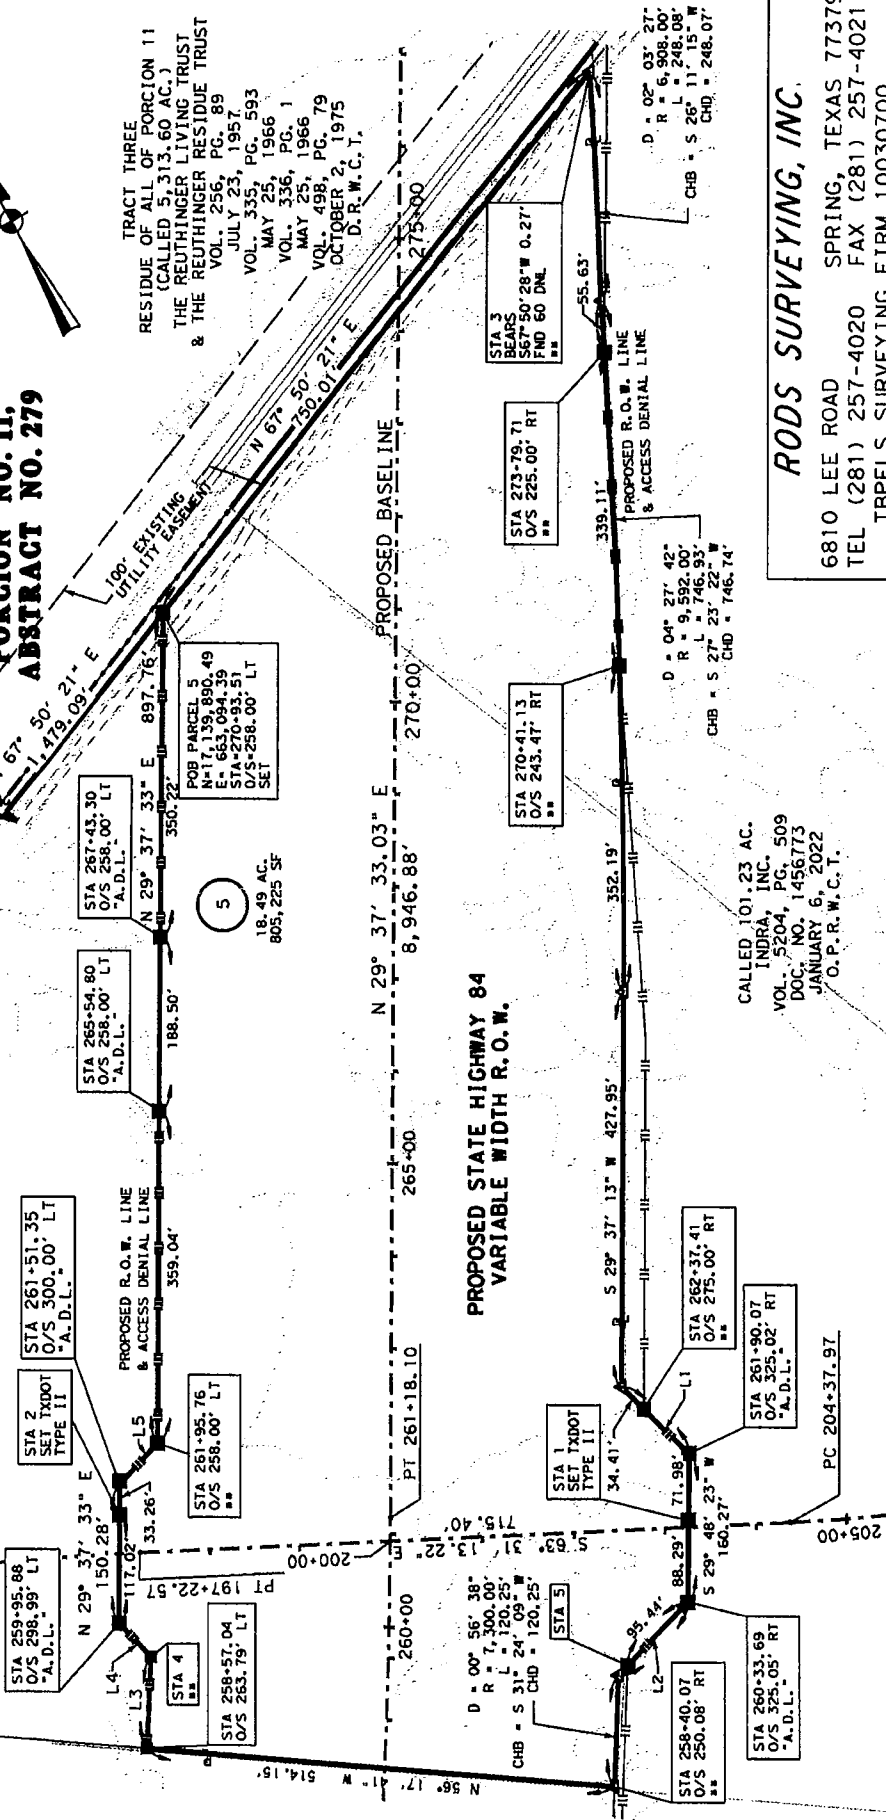 PORCION NO. 11,
ABSTRACT NO. 279
TRACT THREE
RESIDUE OF ALL OF PORCION 11
(CALLED 5,313.60 AC.)
THE REUTHINGER LIVING TRUST
& THE REUTHINGER RESIDUE TRUST
VOL. 256, PG. 89
JULY 23, 1957
VOL. 335, PG. 593
MAY 25, 1966
VOL. 336, PG. 1
MAY 25, 1966
VOL. 498, PG. 79
OCTOBER 2, 1975
D.R.W.C.T.
67° 50' 21" E
1,479.09'
100' EXISTING
UTILITY EASEMENT
N 67° 50' 21" E
750.01'
STA 259+95.88
O/S 298.99' LT
"A.D.L."
STA 2
SET TXDOT
TYPE II
STA 261+51.35
O/S 300.00' LT
"A.D.L."
STA 265+54.80
O/S 258.00' LT
"A.D.L."
STA 267+43.30
O/S 258.00' LT
"A.D.L."
N 29° 37' 33" E
150.28'
117.02'
33.26'
L3
L4
L5
STA 4
**
STA 258+57.04
O/S 263.79' LT
STA 261+95.76
O/S 258.00' LT
**
PROPOSED R.O.W. LINE
& ACCESS DENIAL LINE
359.04'
188.50'
N 29° 37' 33" E
897.76'
350.22'
POB PARCEL 5
N=17,139,890.49
E= 663,094.39
STA=270+93.51
O/S=258.00' LT
SET
5
18.49 AC.
805,225 SF
N 56° 17' 41" W
514.15'
PT 197+22.57
200+00
S 63° 31' 13.22" E
715.40'
205+00
PC 204+37.97
260+00
PT 261+18.10
265+00
270+00
275+00
N 29° 37' 33.03" E
8,946.88'
PROPOSED BASELINE
PROPOSED STATE HIGHWAY 84
VARIABLE WIDTH R.O.W.
D = 00° 56' 38"
R = 7,300.00'
L = 120.25'
CHB = S 31° 24' 09" W
CHD = 120.25'
STA 5
95.44'
L2
STA 258+40.07
O/S 250.08' RT
**
STA 260+33.69
O/S 325.05' RT
"A.D.L."
88.29'
71.98'
S 29° 48' 23" W
160.27'
STA 1
SET TXDOT
TYPE II
34.41'
L1
STA 261+90.07
O/S 325.02' RT
"A.D.L."
STA 262+37.41
O/S 275.00' RT
**
S 29° 37' 13" W 427.95'
352.19'
STA 270+41.13
O/S 243.47' RT
**
STA 273+79.71
O/S 225.00' RT
**
STA 3
BEARS
S67°50'28"W 0.27'
FND 60 DNL
**
339.11'
55.63'
PROPOSED R.O.W. LINE
& ACCESS DENIAL LINE
D = 04° 27' 42"
R = 9,592.00'
L = 746.93'
CHB = S 27° 23' 22" W
CHD = 746.74'
D = 02° 03' 27"
R = 6,908.00'
L = 248.08'
CHB = S 26° 11' 15" W
CHD = 248.07'
CALLED 101.23 AC.
INDRA, INC.
VOL. 5204, PG. 509
DOC. NO. 1456773
JANUARY 6, 2022
O.P.R.W.C.T.
RODS SURVEYING, INC.
6810 LEE ROAD SPRING, TEXAS 77379
TEL (281) 257-4020 FAX (281) 257-4021
TBPELS SURVEYING FIRM 10030700